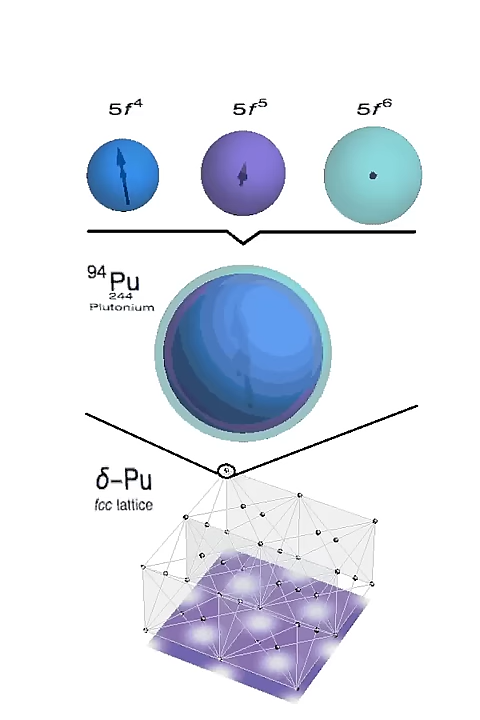 5f⁴ 5f⁵ 5f⁶
⁹⁴Pu
244
Plutonium
δ–Pu
fcc lattice